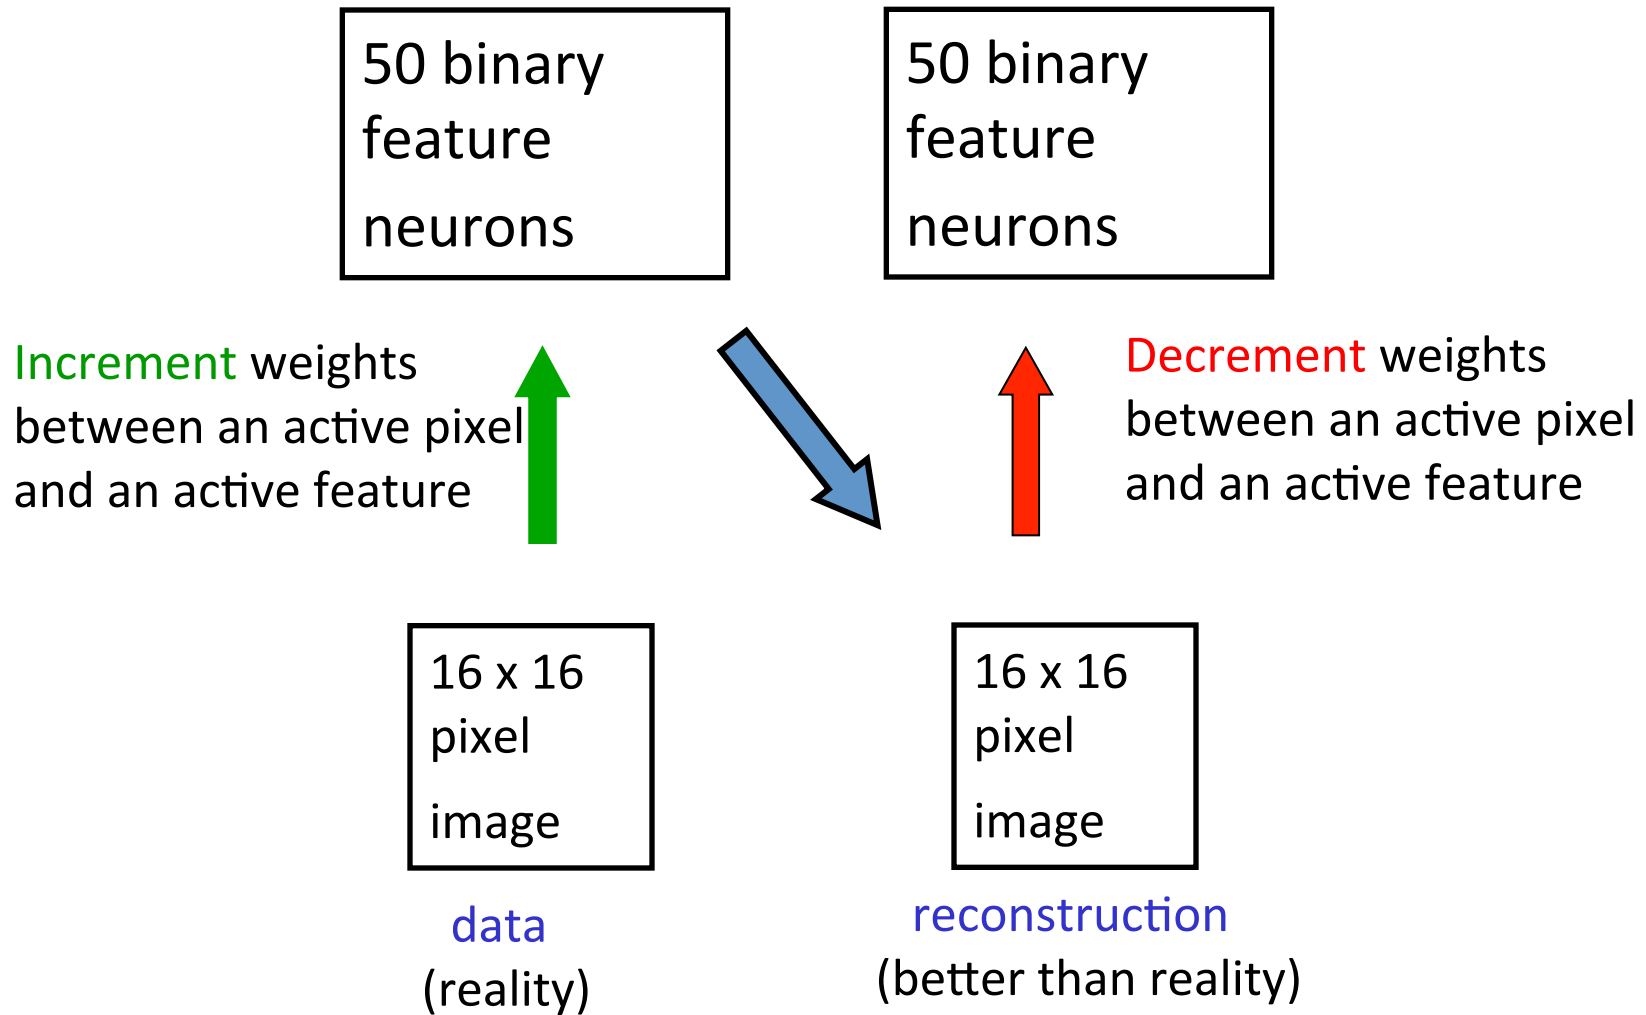 50 binary
feature
neurons
50 binary
feature
neurons
Increment weights
between an active pixel
and an active feature
Decrement weights
between an active pixel
and an active feature
16 x 16
pixel
image
16 x 16
pixel
image
data
(reality)
reconstruction
(better than reality)